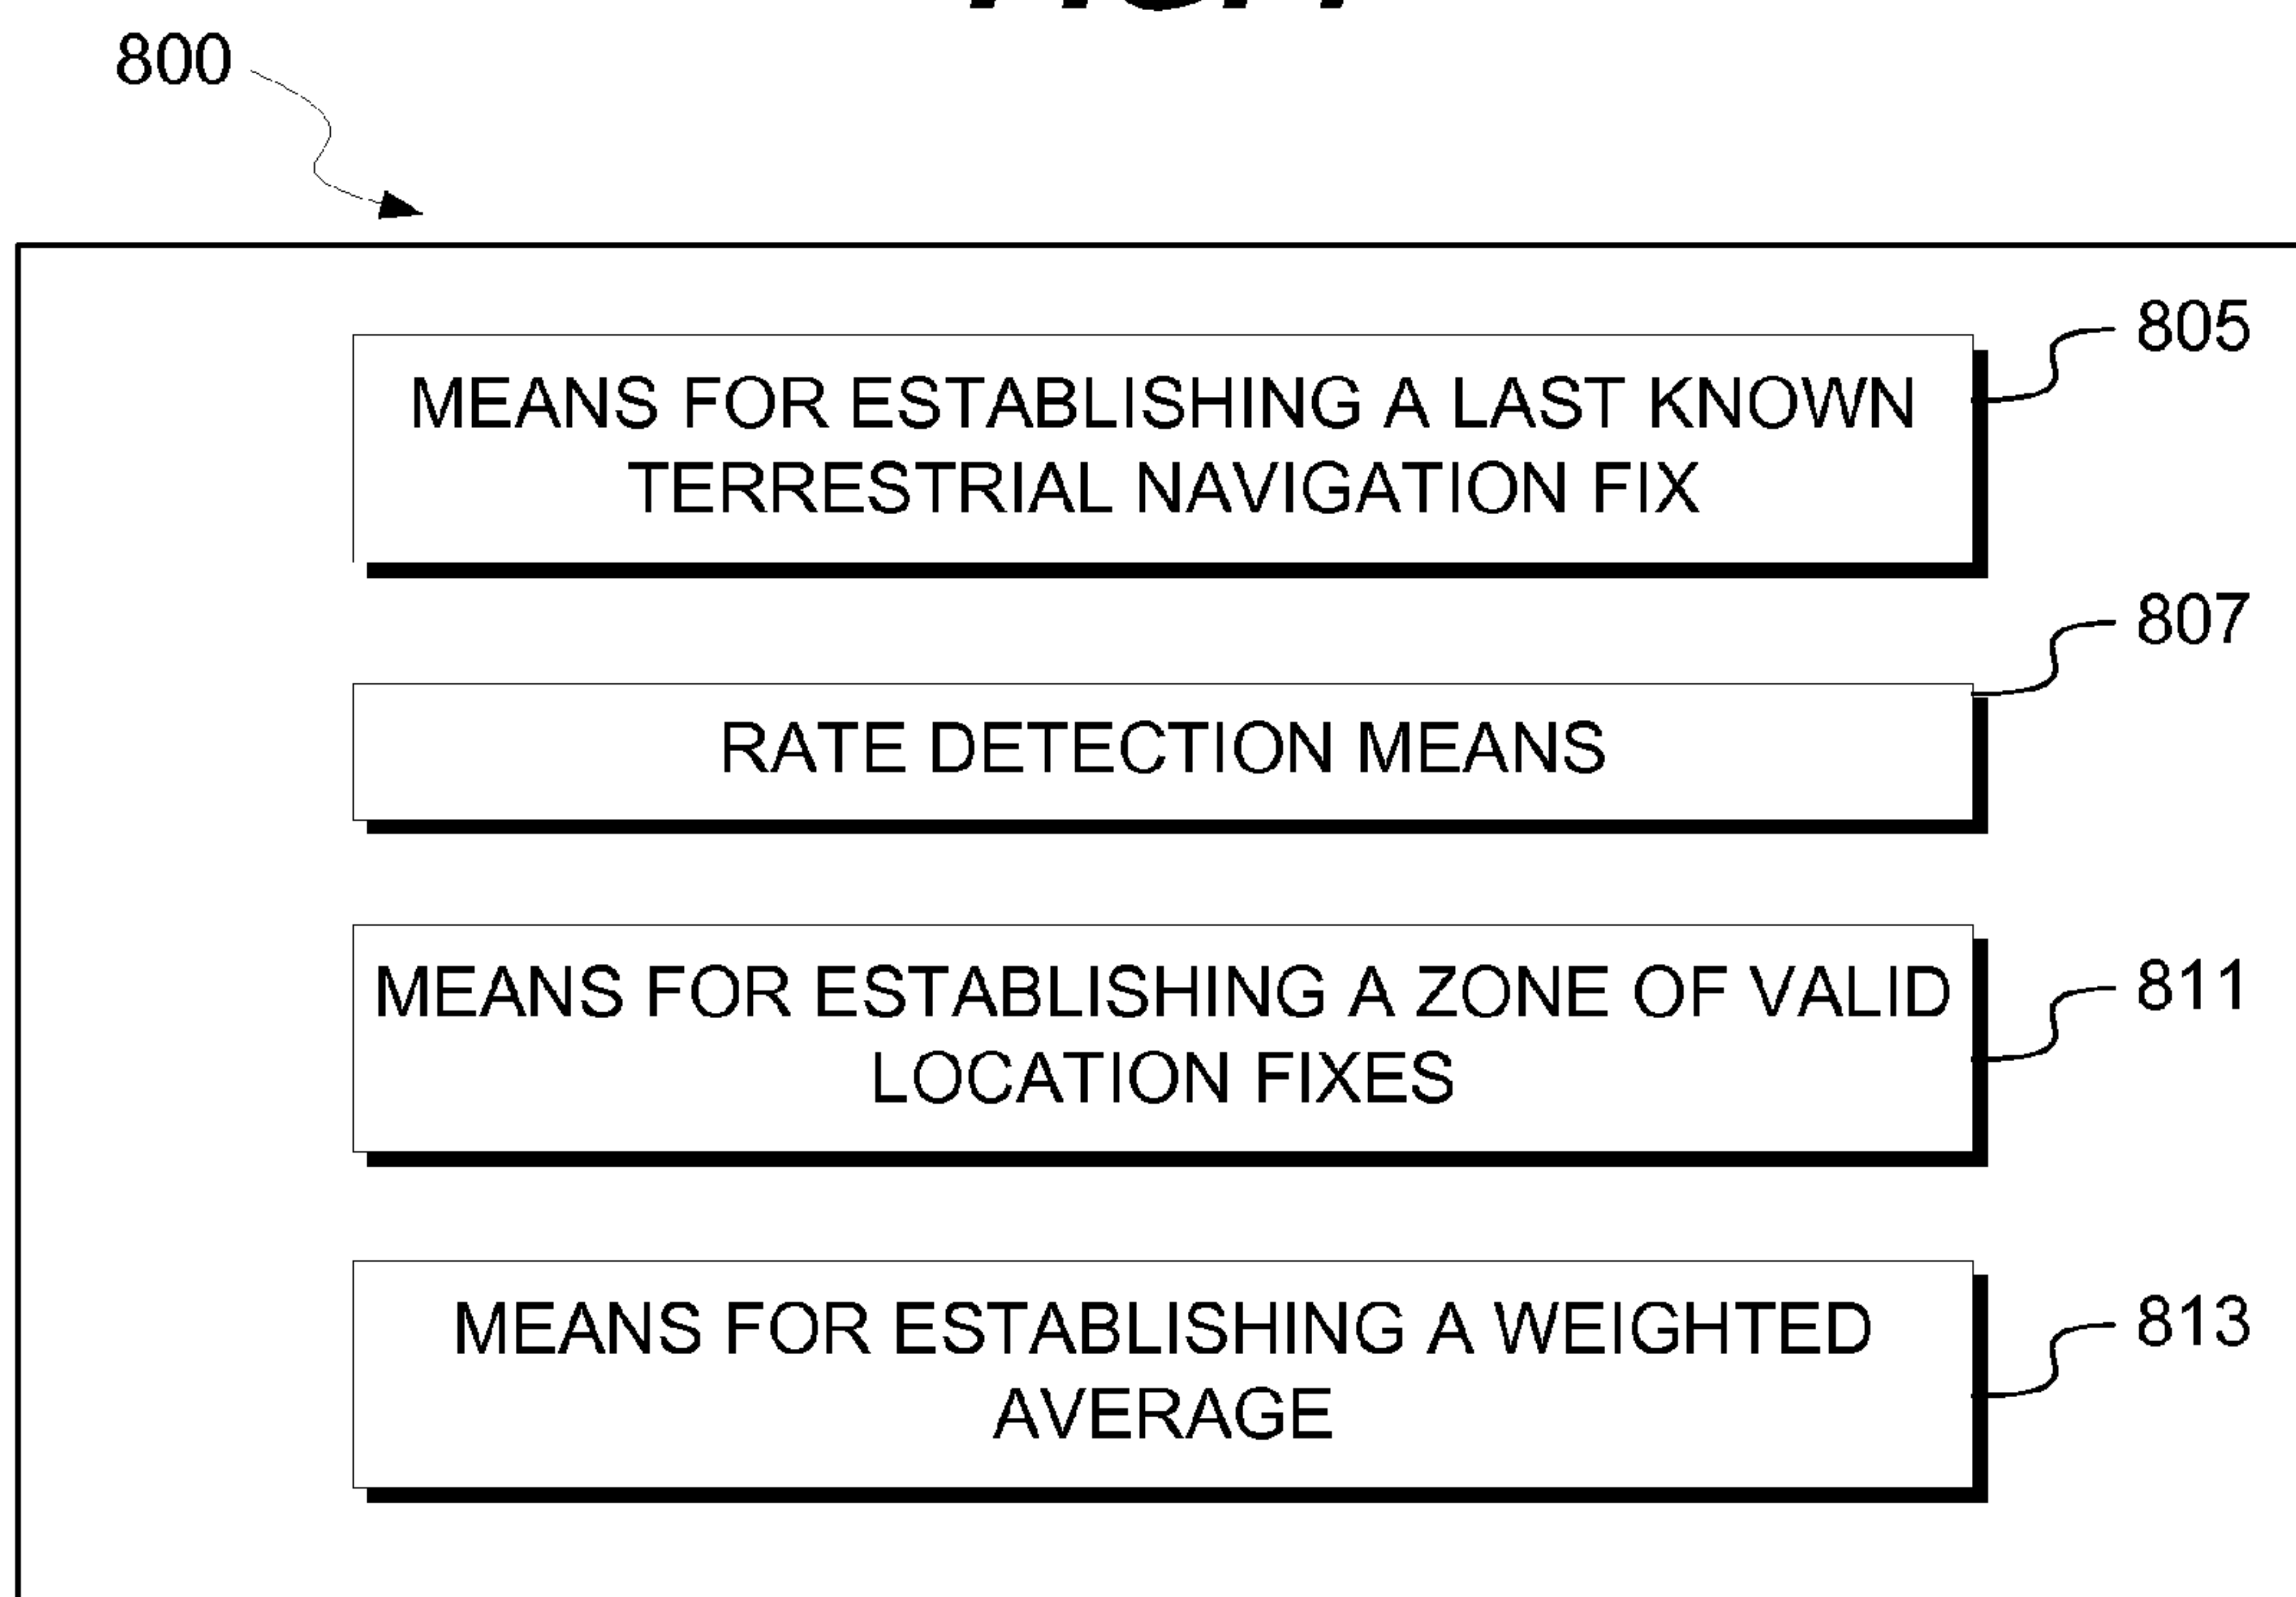 800
805
MEANS FOR ESTABLISHING A LAST KNOWN
TERRESTRIAL NAVIGATION FIX
807
RATE DETECTION MEANS
MEANS FOR ESTABLISHING A ZONE OF VALID
811
LOCATION FIXES
MEANS FOR ESTABLISHING A WEIGHTED
813
AVERAGE